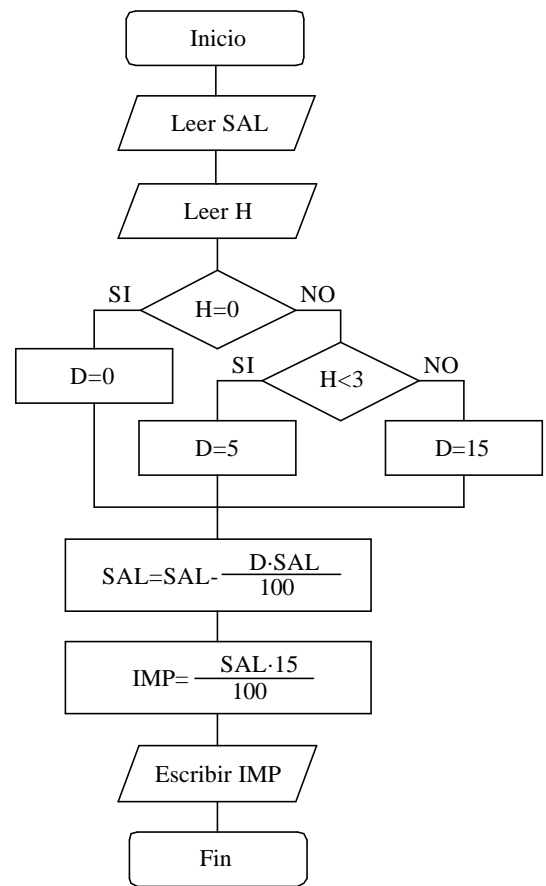 Inicio
Leer SAL
Leer H
SI
H=0
NO
D=0
SI
H<3
NO
D=5
D=15
SAL=SAL- D·SAL
100
IMP= SAL·15
100
Escribir IMP
Fin